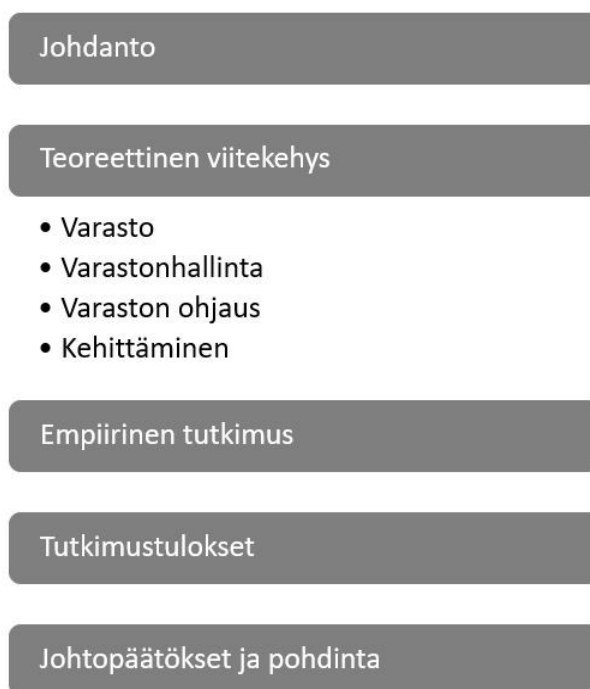 Johdanto
Teoreettinen viitekehys
• Varasto
• Varastonhallinta
• Varaston ohjaus
• Kehittäminen
Empiirinen tutkimus
Tutkimustulokset
Johtopäätökset ja pohdinta